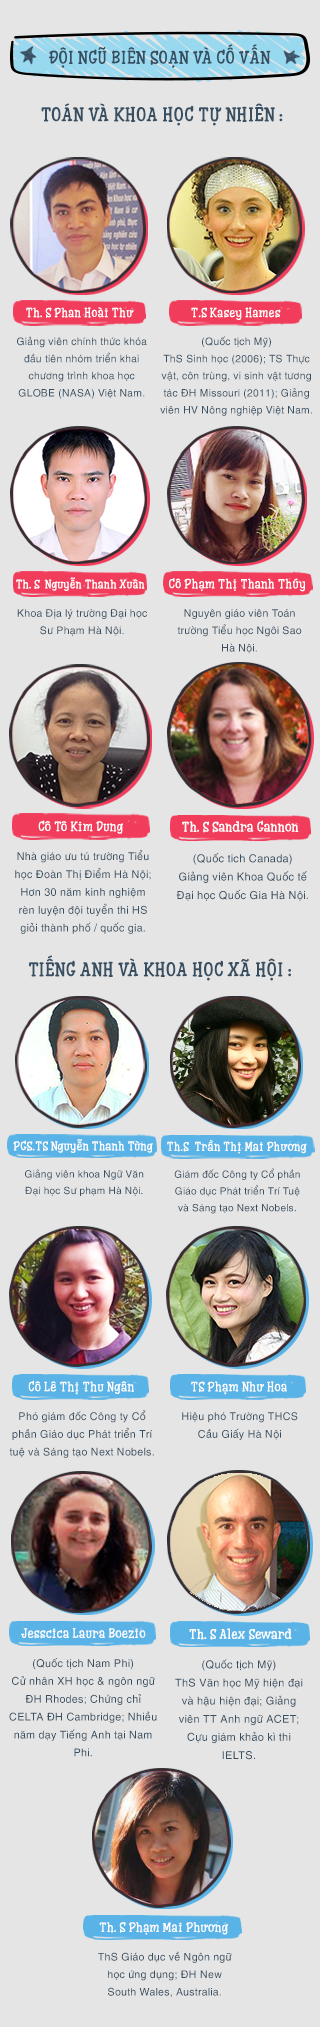 ĐỘI NGŨ BIÊN SOẠN VÀ CỐ VẤN
TOÁN VÀ KHOA HỌC TỰ NHIÊN :
Th. S Phan Hoài Thư
Giảng viên chính thức khóa
đầu tiên nhóm triển khai
chương trình khoa học
GLOBE (NASA) Việt Nam.
T.S Kasey Hames
(Quốc tịch Mỹ)
ThS Sinh học (2006); TS Thực
vật, côn trùng, vi sinh vật tương
tác ĐH Missouri (2011); Giảng
viên HV Nông nghiệp Việt Nam.
Th. S Nguyễn Thanh Xuân
Khoa Địa lý trường Đại học
Sư Phạm Hà Nội.
Cô Phạm Thị Thanh Thúy
Nguyên giáo viên Toán
trường Tiểu học Ngôi Sao
Hà Nội.
Cô Tô Kim Dung
Nhà giáo ưu tú trường Tiểu
học Đoàn Thị Điểm Hà Nội;
Hơn 30 năm kinh nghiệm
rèn luyện đội tuyển thi HS
giỏi thành phố / quốc gia.
Th. S Sandra Cannon
(Quốc tich Canada)
Giảng viên Khoa Quốc tế
Đại học Quốc Gia Hà Nội.
TIẾNG ANH VÀ KHOA HỌC XÃ HỘI :
PGS.TS Nguyễn Thanh Tùng
Giảng viên khoa Ngữ Văn
Đại học Sư phạm Hà Nội.
Th.S Trần Thị Mai Phương
Giám đốc Công ty Cổ phần
Giáo dục Phát triển Trí Tuệ
và Sáng tạo Next Nobels.
Cô Lê Thị Thu Ngân
Phó giám đốc Công ty Cổ
phần Giáo dục Phát triển Trí
tuệ và Sáng tạo Next Nobels.
TS Phạm Như Hoa
Hiệu phó Trường THCS
Cầu Giấy Hà Nội
Jesscica Laura Boezio
(Quốc tịch Nam Phi)
Cử nhân XH học & ngôn ngữ
ĐH Rhodes; Chứng chỉ
CELTA ĐH Cambridge; Nhiều
năm dạy Tiếng Anh tại Nam
Phi.
Th. S Alex Seward
(Quốc tịch Mỹ)
ThS Văn học Mỹ hiện đại
và hậu hiện đại; Giảng
viên TT Anh ngữ ACET;
Cựu giám khảo kì thi
IELTS.
Th. S Phạm Mai Phương
ThS Giáo dục về Ngôn ngữ
học ứng dụng; ĐH New
South Wales, Australia.